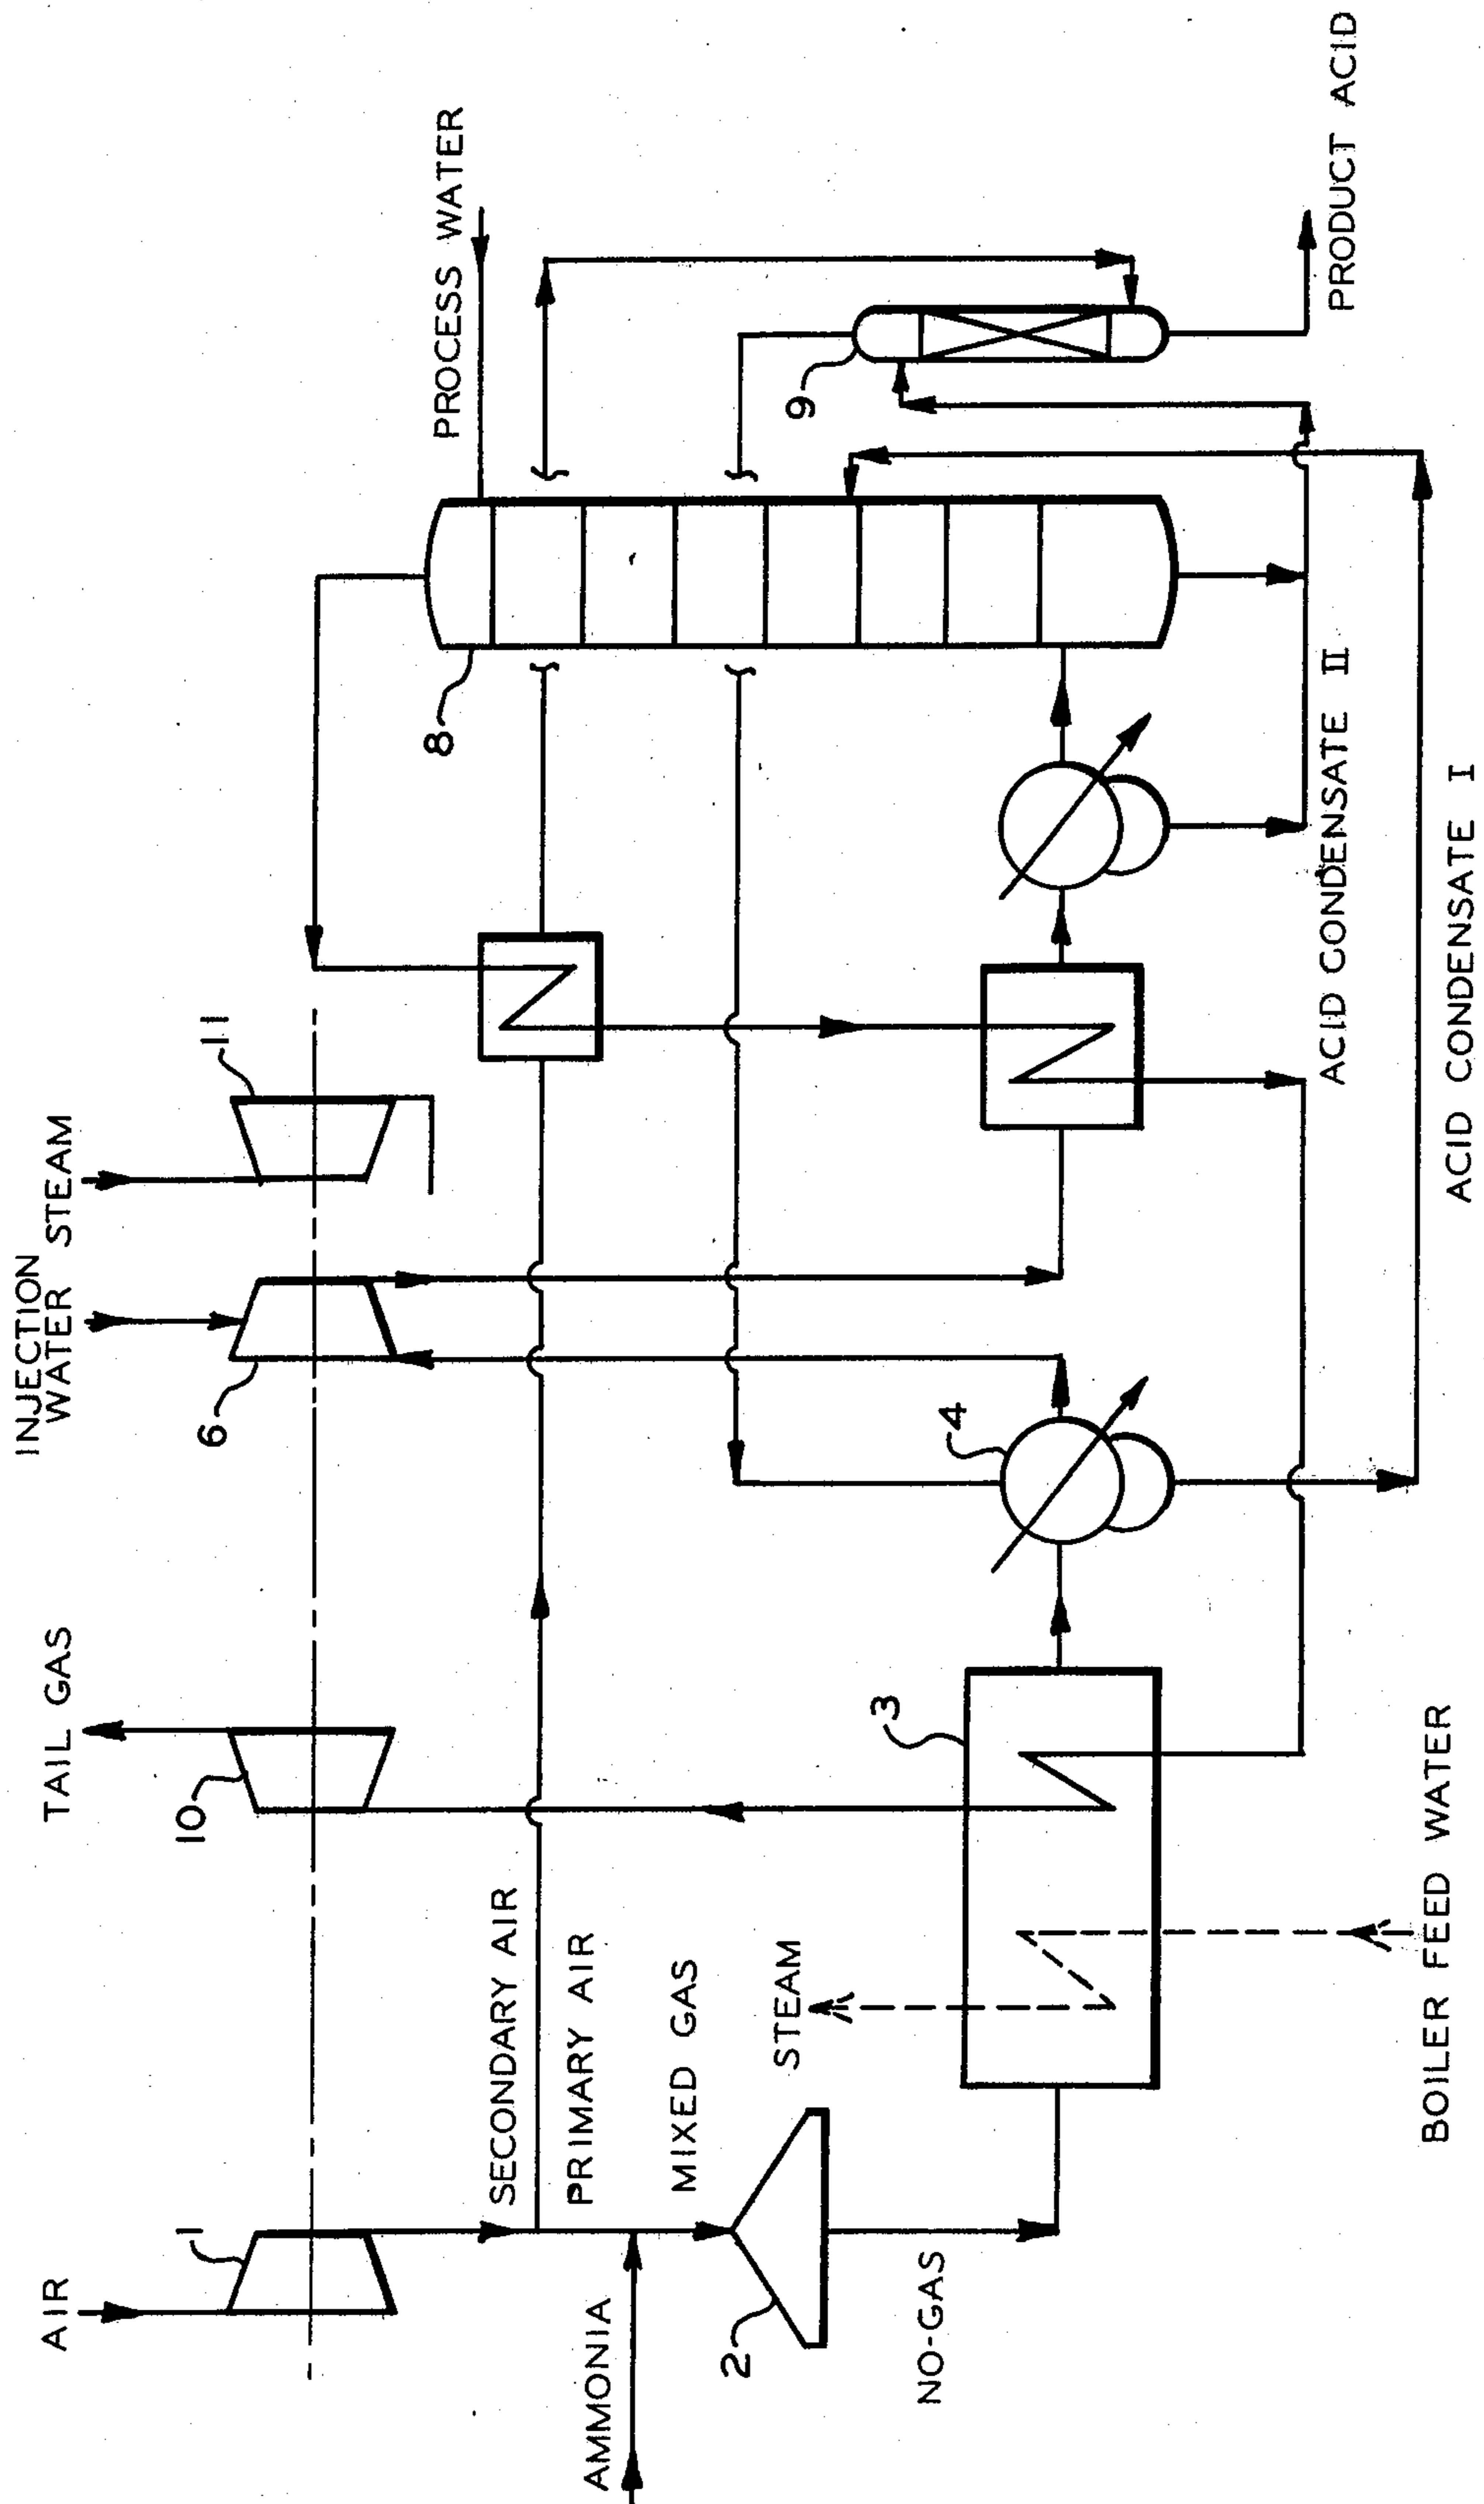 AIR
1
TAIL GAS
10
INJECTION
WATER
STEAM
6
11
PROCESS WATER
8
SECONDARY AIR
PRIMARY AIR
AMMONIA
MIXED GAS
STEAM
2
NO-GAS
3
4
9
BOILER FEED WATER
ACID CONDENSATE II
ACID CONDENSATE I
PRODUCT ACID